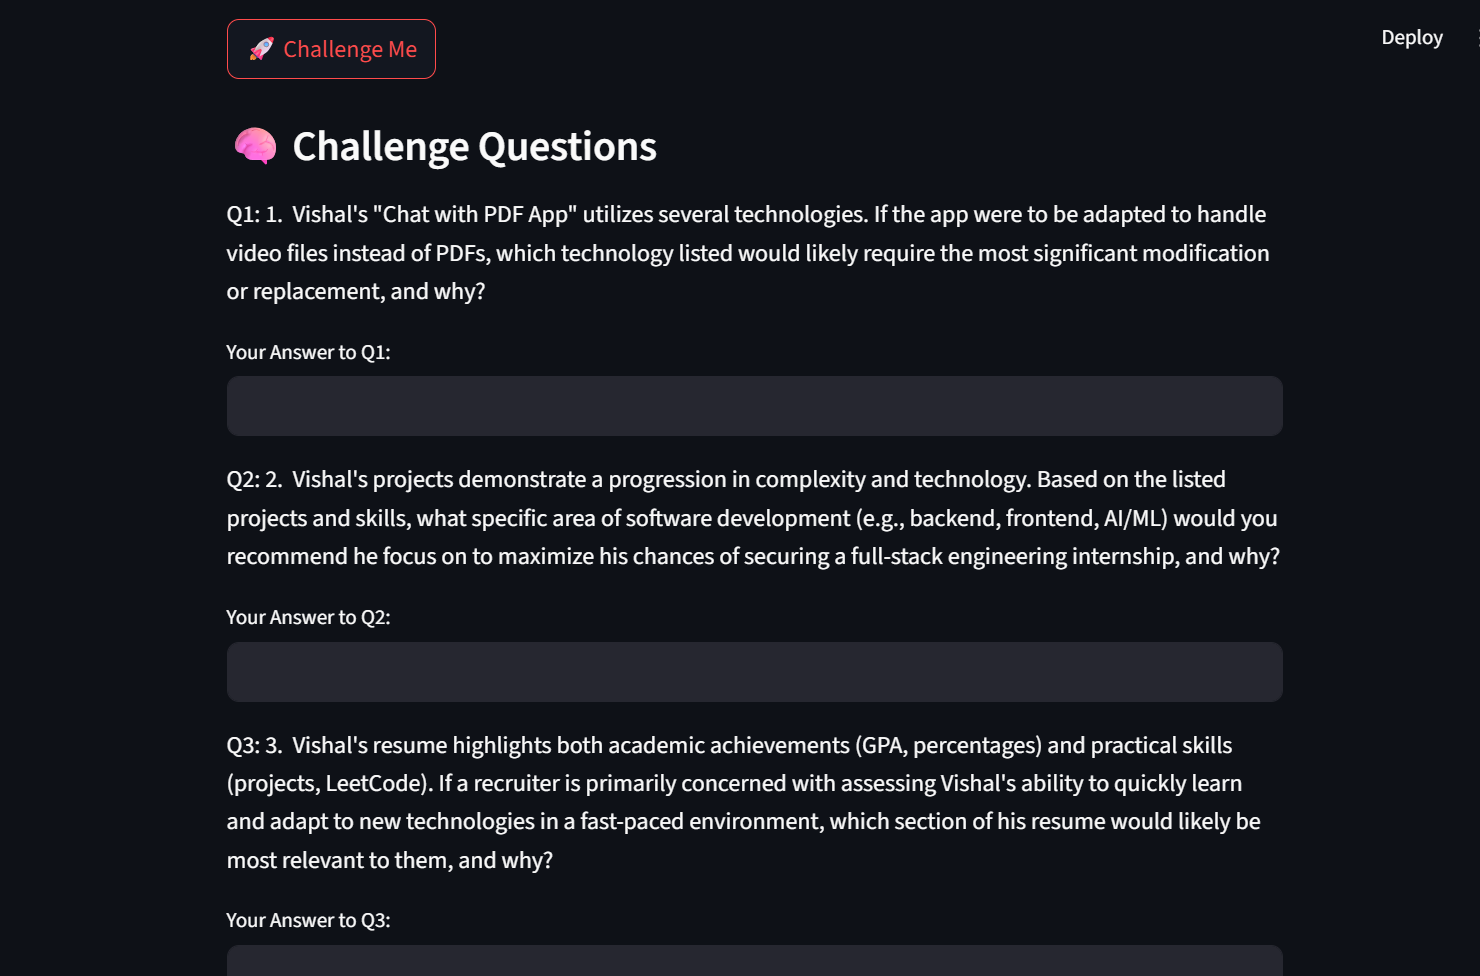 🚀 Challenge Me
Deploy
🧠 Challenge Questions
Q1: 1. Vishal's "Chat with PDF App" utilizes several technologies. If the app were to be adapted to handle
video files instead of PDFs, which technology listed would likely require the most significant modification
or replacement, and why?
Your Answer to Q1:
Q2: 2. Vishal's projects demonstrate a progression in complexity and technology. Based on the listed
projects and skills, what specific area of software development (e.g., backend, frontend, AI/ML) would you
recommend he focus on to maximize his chances of securing a full-stack engineering internship, and why?
Your Answer to Q2:
Q3: 3. Vishal's resume highlights both academic achievements (GPA, percentages) and practical skills
(projects, LeetCode). If a recruiter is primarily concerned with assessing Vishal's ability to quickly learn
and adapt to new technologies in a fast-paced environment, which section of his resume would likely be
most relevant to them, and why?
Your Answer to Q3: